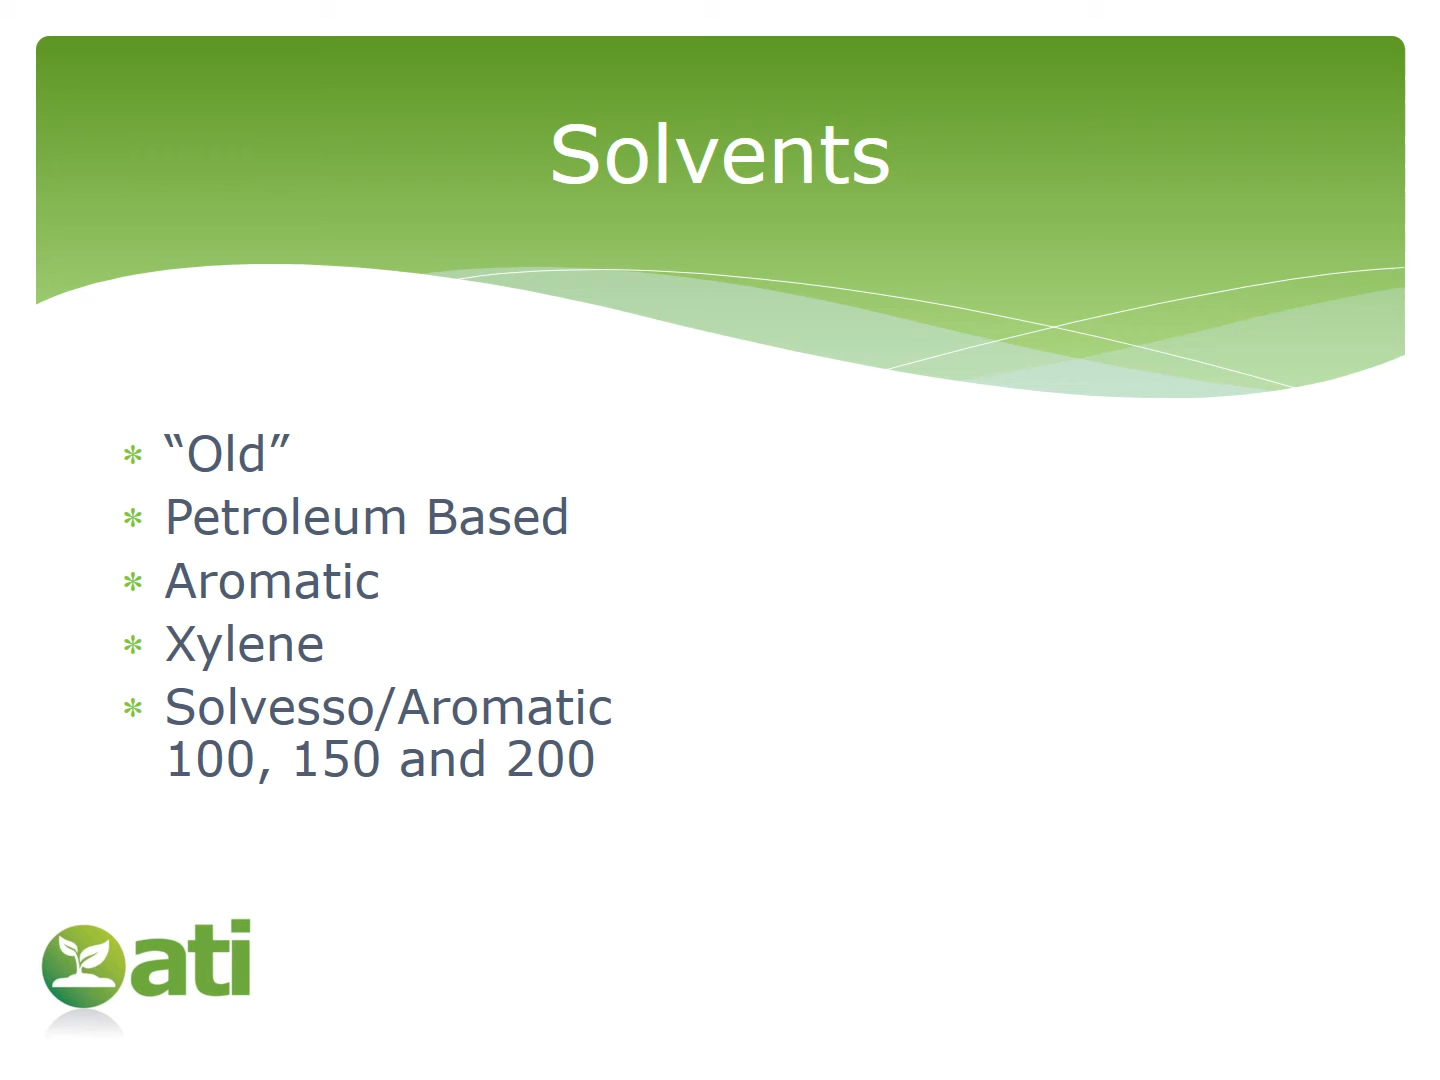 Solvents
“Old”
Petroleum Based
Aromatic
Xylene
Solvesso/Aromatic
100, 150 and 200
ati